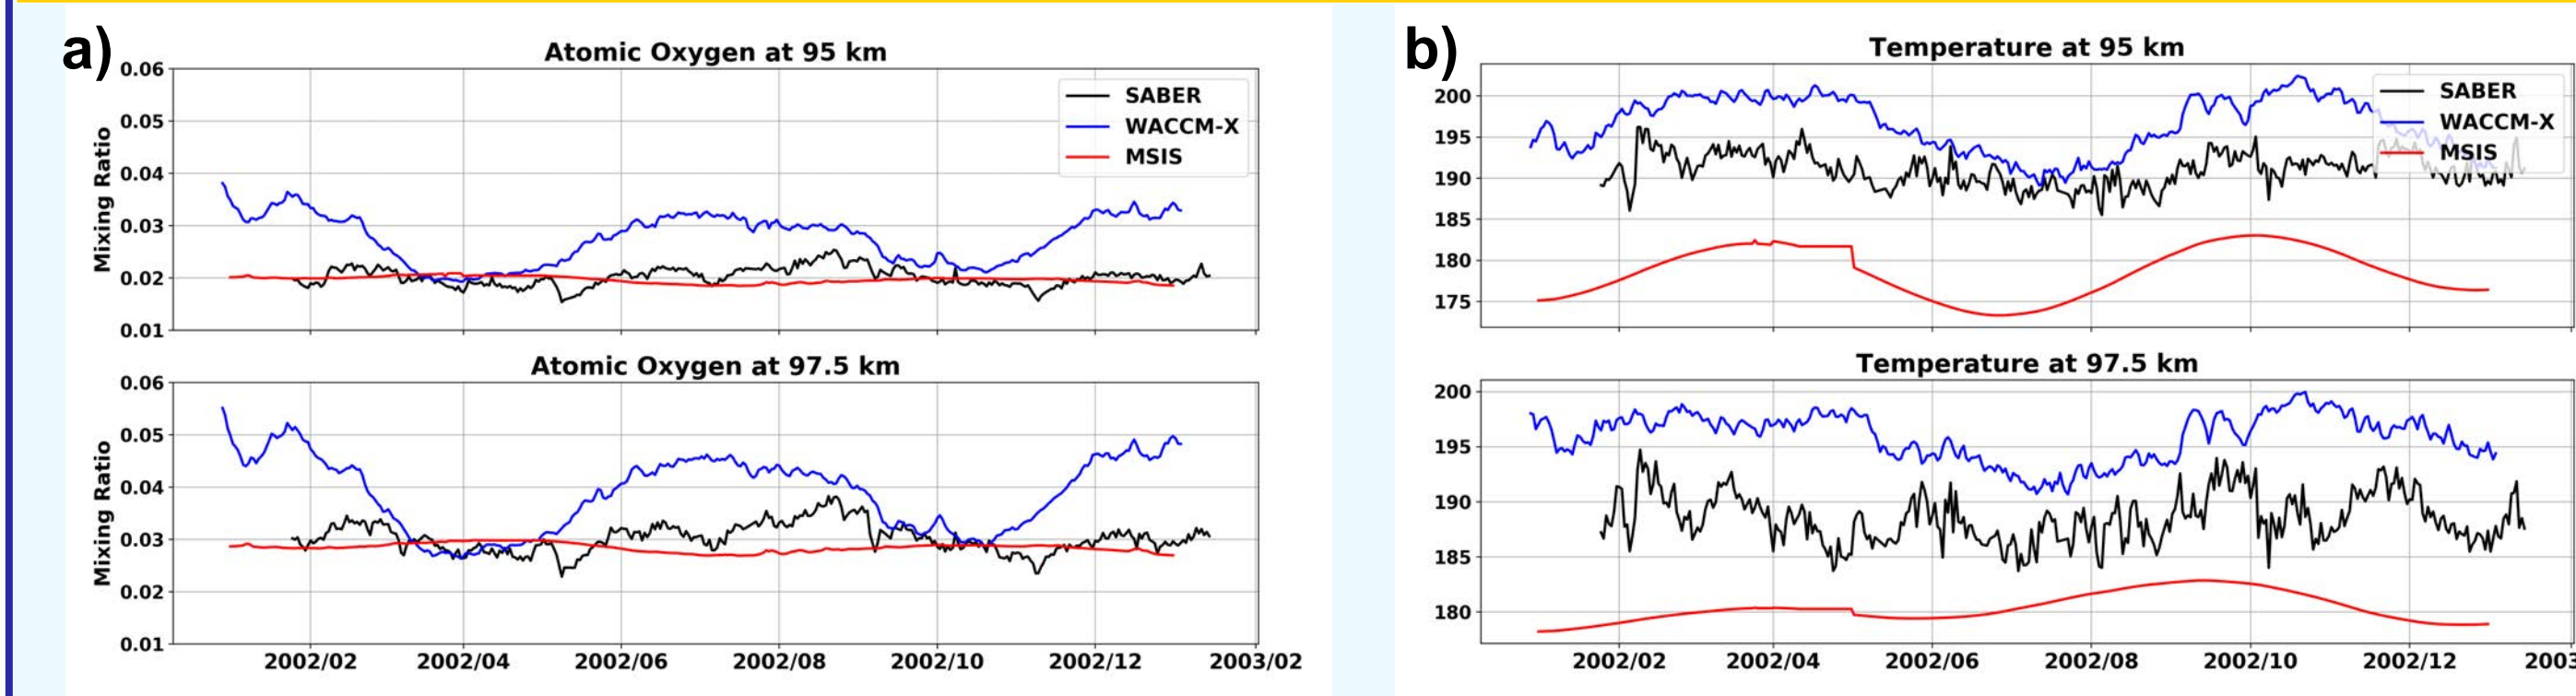 a)
Atomic Oxygen at 95 km
Mixing Ratio
0.06
0.05
0.04
0.03
0.02
0.01
SABER
WACCM-X
MSIS
Atomic Oxygen at 97.5 km
Mixing Ratio
0.06
0.05
0.04
0.03
0.02
0.01
2002/02 2002/04 2002/06 2002/08 2002/10 2002/12 2003/02
b)
Temperature at 95 km
200
195
190
185
180
175
SABER
WACCM-X
MSIS
Temperature at 97.5 km
200
195
190
185
180
2002/02 2002/04 2002/06 2002/08 2002/10 2002/12 2003